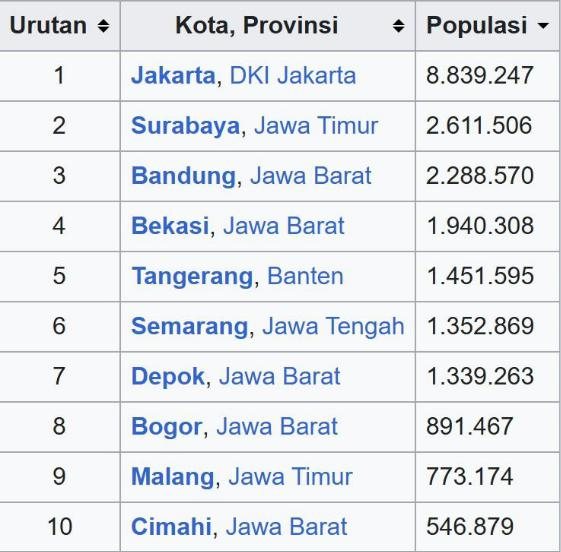 Urutan Kota, Provinsi Populasi
1 Jakarta, DKI Jakarta 8.839.247
2 Surabaya, Jawa Timur 2.611.506
3 Bandung, Jawa Barat 2.288.570
4 Bekasi, Jawa Barat 1.940.308
5 Tangerang, Banten 1.451.595
6 Semarang, Jawa Tengah 1.352.869
7 Depok, Jawa Barat 1.339.263
8 Bogor, Jawa Barat 891.467
9 Malang, Jawa Timur 773.174
10 Cimahi, Jawa Barat 546.879